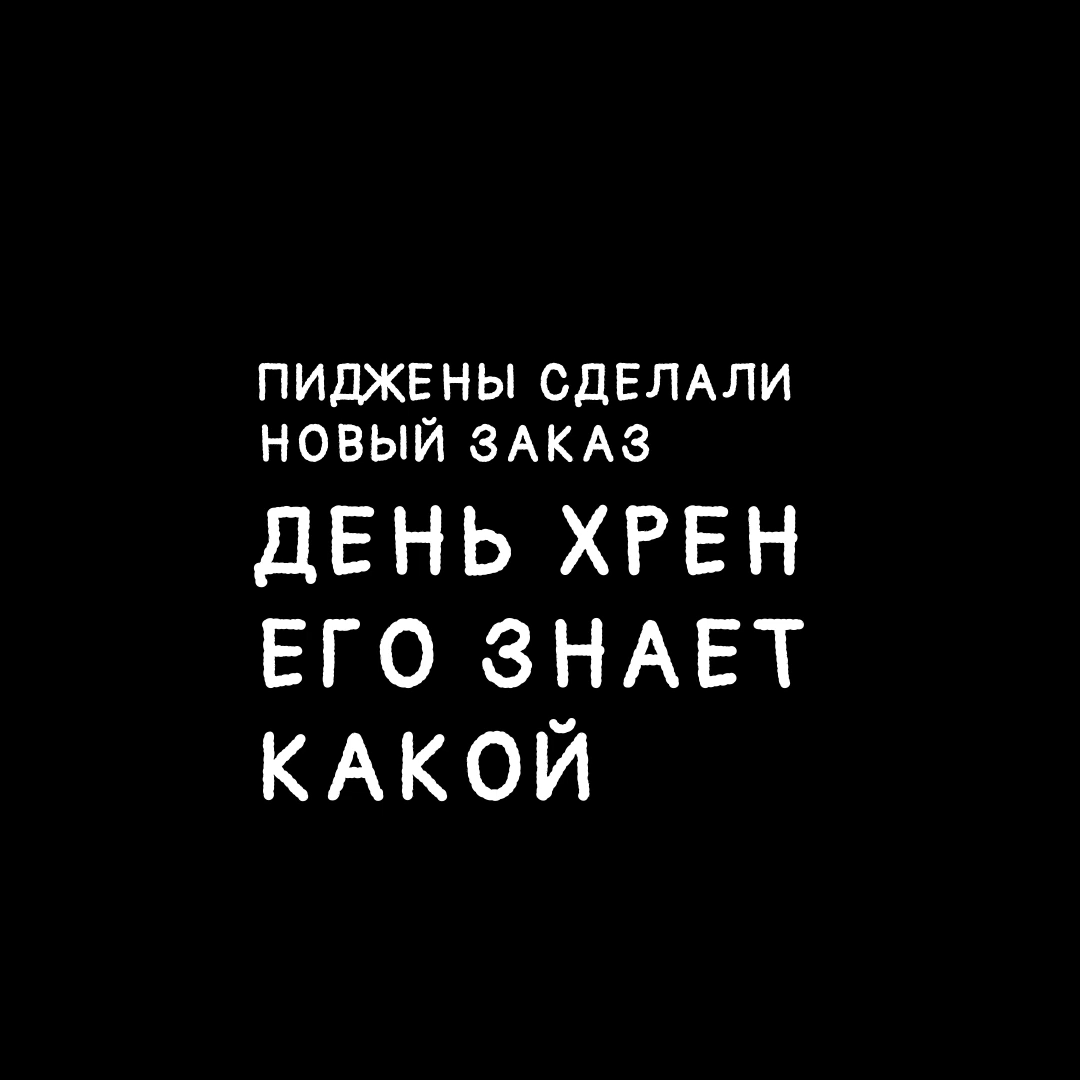 ПИДЖЕНЫ СДЕЛАЛИ
НОВЫЙ ЗАКАЗ
ДЕНЬ ХРЕН
ЕГО ЗНАЕТ
КАКОЙ